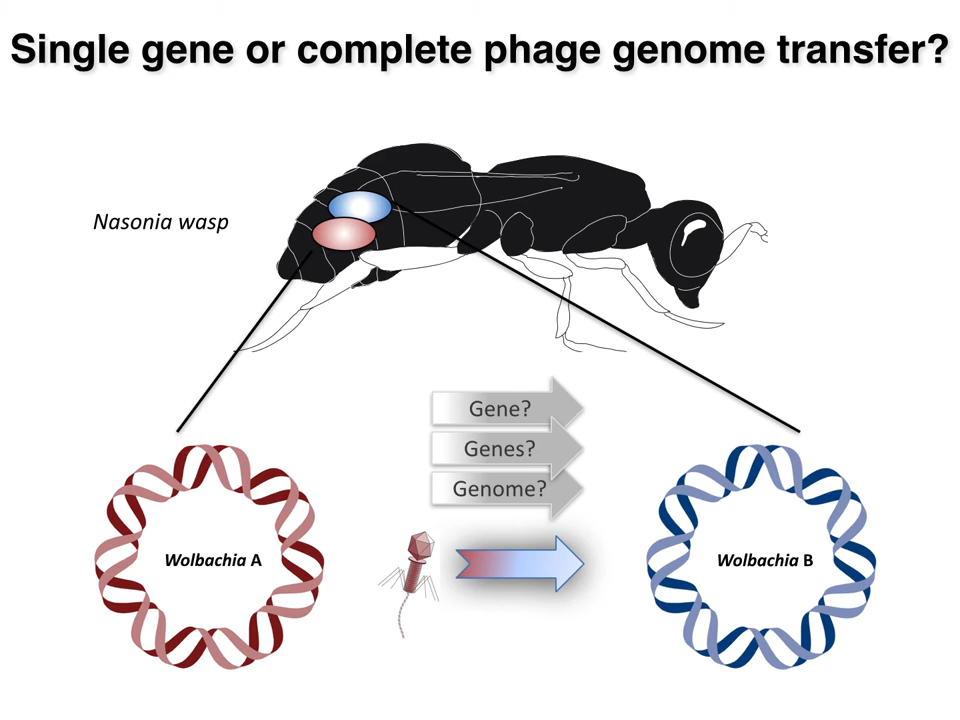 Single gene or complete phage genome transfer?
Nasonia wasp
Gene?
Genes?
Genome?
Wolbachia A
Wolbachia B